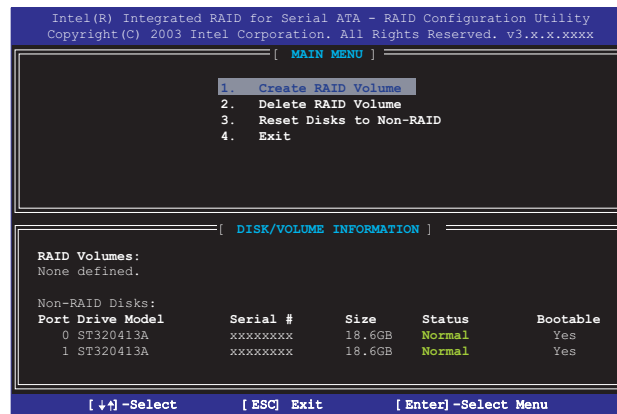 Intel(R) Integrated RAID for Serial ATA - RAID Configuration Utility
Copyright(C) 2003 Intel Corporation. All Rights Reserved. v3.x.x.xxxx
[ MAIN MENU ]
1. Create RAID Volume
2. Delete RAID Volume
3. Reset Disks to Non-RAID
4. Exit
[ DISK/VOLUME INFORMATION ]
RAID Volumes:
None defined.
Non-RAID Disks:
Port Drive Model Serial # Size Status Bootable
0 ST320413A xxxxxxxx 18.6GB Normal Yes
1 ST320413A xxxxxxxx 18.6GB Normal Yes
[↓↑]-Select [ESC] Exit [Enter]-Select Menu